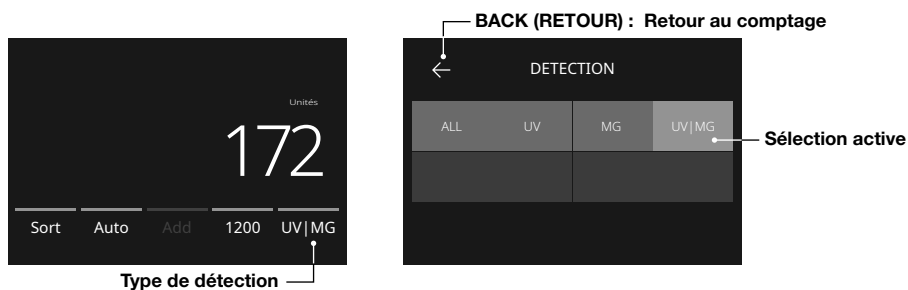 BACK (RETOUR) : Retour au comptage
Unités
172
Sort Auto Add 1200 UV|MG
Type de détection
DETECTION
ALL UV MG UV|MG
Sélection active